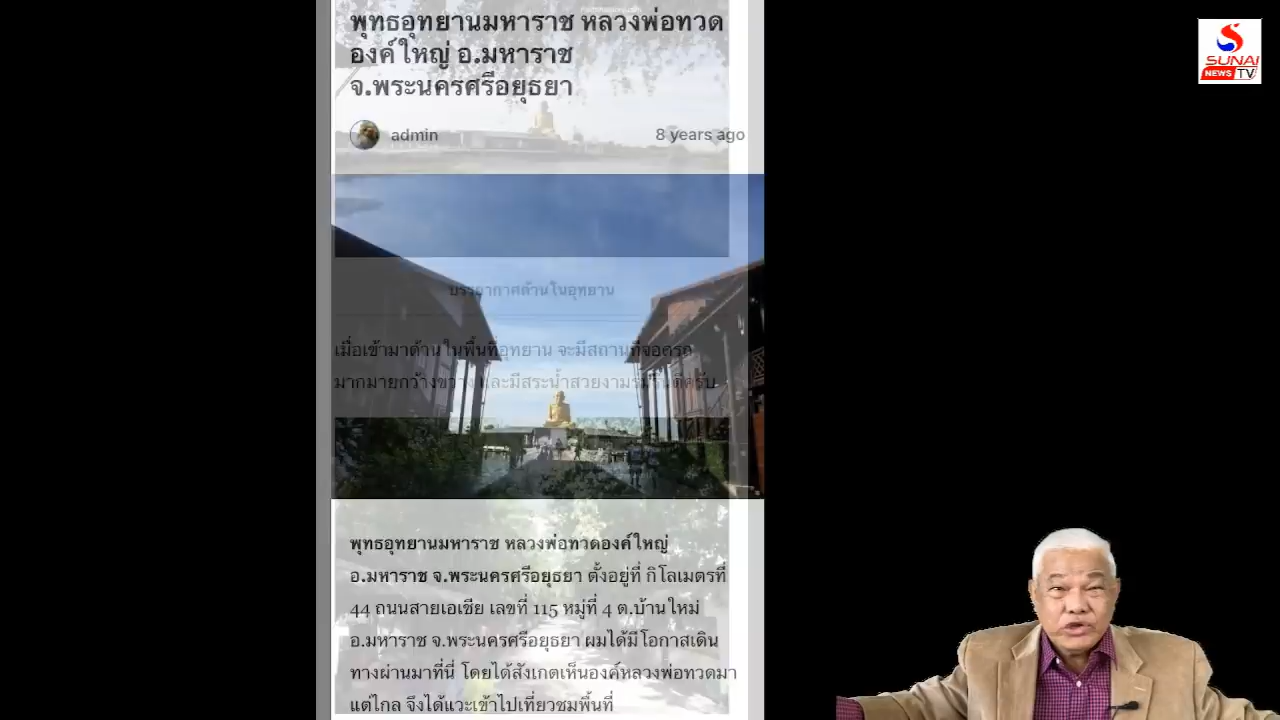 พุทธอุทยานมหาราช หลวงพ่อทวด
องค์ใหญ่ อ.มหาราช
จ.พระนครศรีอยุธยา
admin
8 years ago
SUNAI
NEWS TV
บรรยากาศด้านในอุทยาน
เมื่อเข้ามาด้านในพื้นที่อุทยาน จะมีสถานที่จอดรถ
มากมายกว้างขวาง และมีสระน้ำสวยงามร่มรื่นดีครับ
พุทธอุทยานมหาราช หลวงพ่อทวดองค์ใหญ่
อ.มหาราช จ.พระนครศรีอยุธยา ตั้งอยู่ที่ กิโลเมตรที่
44 ถนนสายเอเชีย เลขที่ 115 หมู่ที่ 4 ต.บ้านใหม่
อ.มหาราช จ.พระนครศรีอยุธยา ผมได้มีโอกาสเดิน
ทางผ่านมาที่นี่ โดยได้สังเกตเห็นองค์หลวงพ่อทวดมา
แต่ไกล จึงได้แวะเข้าไปเที่ยวชมพื้นที่